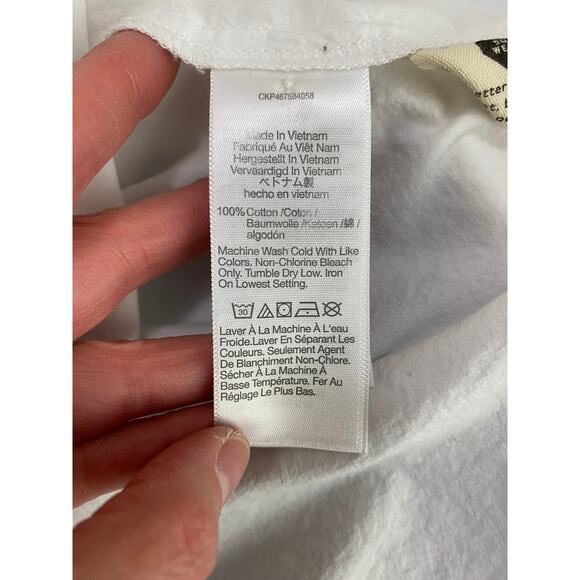 CKP467504058
Made In Vietnam
Fabriqué Au Viêt Nam
Hergestellt In Vietnam
Vervaardigd In Vietnam
ベトナム製
hecho en vietnam
100% Cotton /Coton /
Baumwolle /Katoen /綿 /
algodón
Machine Wash Cold With Like
Colors. Non-Chlorine Bleach
Only. Tumble Dry Low. Iron
On Lowest Setting.
30
Laver À La Machine À L'eau
Froide.Laver En Séparant Les
Couleurs. Seulement Agent
De Blanchiment Non-Chlore.
Sécher À La Machine À
Basse Température. Fer Au
Réglage Le Plus Bas.